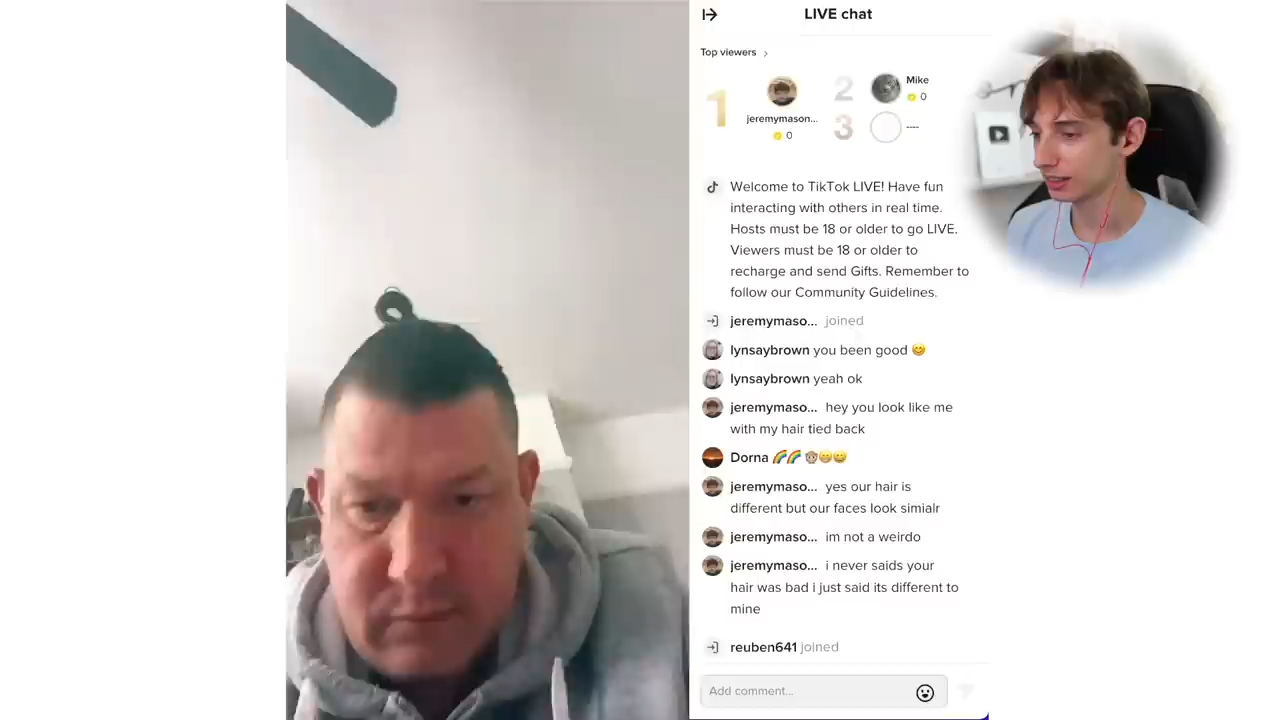 LIVE chat
Top viewers
1
jeremymason...
0
2
Mike
0
3
----
Welcome to TikTok LIVE! Have fun
interacting with others in real time.
Hosts must be 18 or older to go LIVE.
Viewers must be 18 or older to
recharge and send Gifts. Remember to
follow our Community Guidelines.
jeremymaso... joined
lynsaybrown you been good 😊
lynsaybrown yeah ok
jeremymaso... hey you look like me
with my hair tied back
Dorna 🌈🌈 🐵😁😄
jeremymaso... yes our hair is
different but our faces look simialr
jeremymaso... im not a weirdo
jeremymaso... i never saids your
hair was bad i just said its different to
mine
reuben641 joined
Add comment...